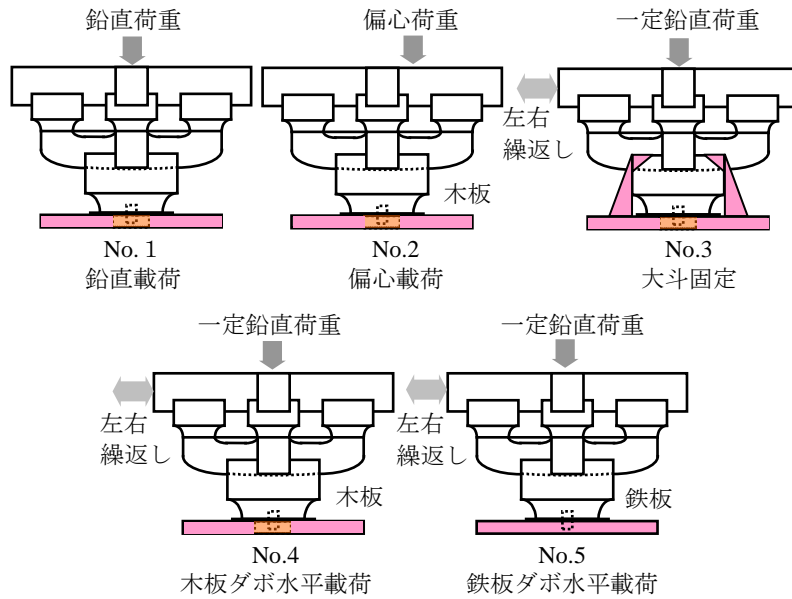 鉛直荷重
偏心荷重
一定鉛直荷重
左右
繰返し
木板
No. 1
鉛直載荷
No.2
偏心載荷
No.3
大斗固定
一定鉛直荷重
一定鉛直荷重
左右
繰返し
木板
左右
繰返し
鉄板
No.4
木板ダボ水平載荷
No.5
鉄板ダボ水平載荷